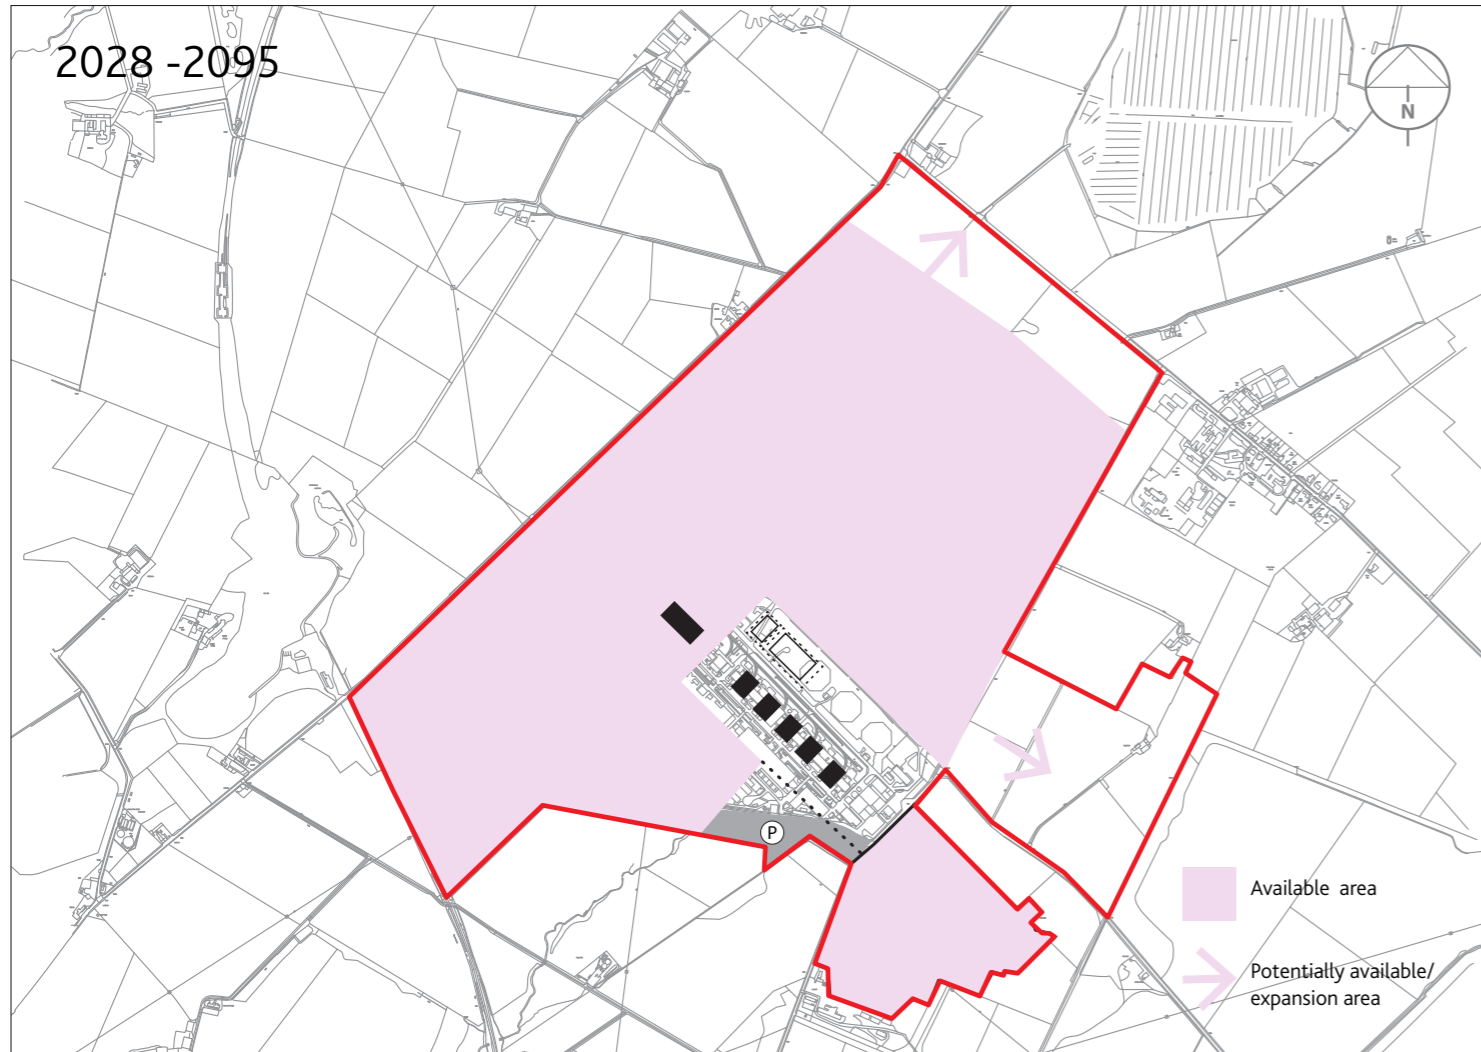 2028 -2095
N
P
Available area
Potentially available/
expansion area